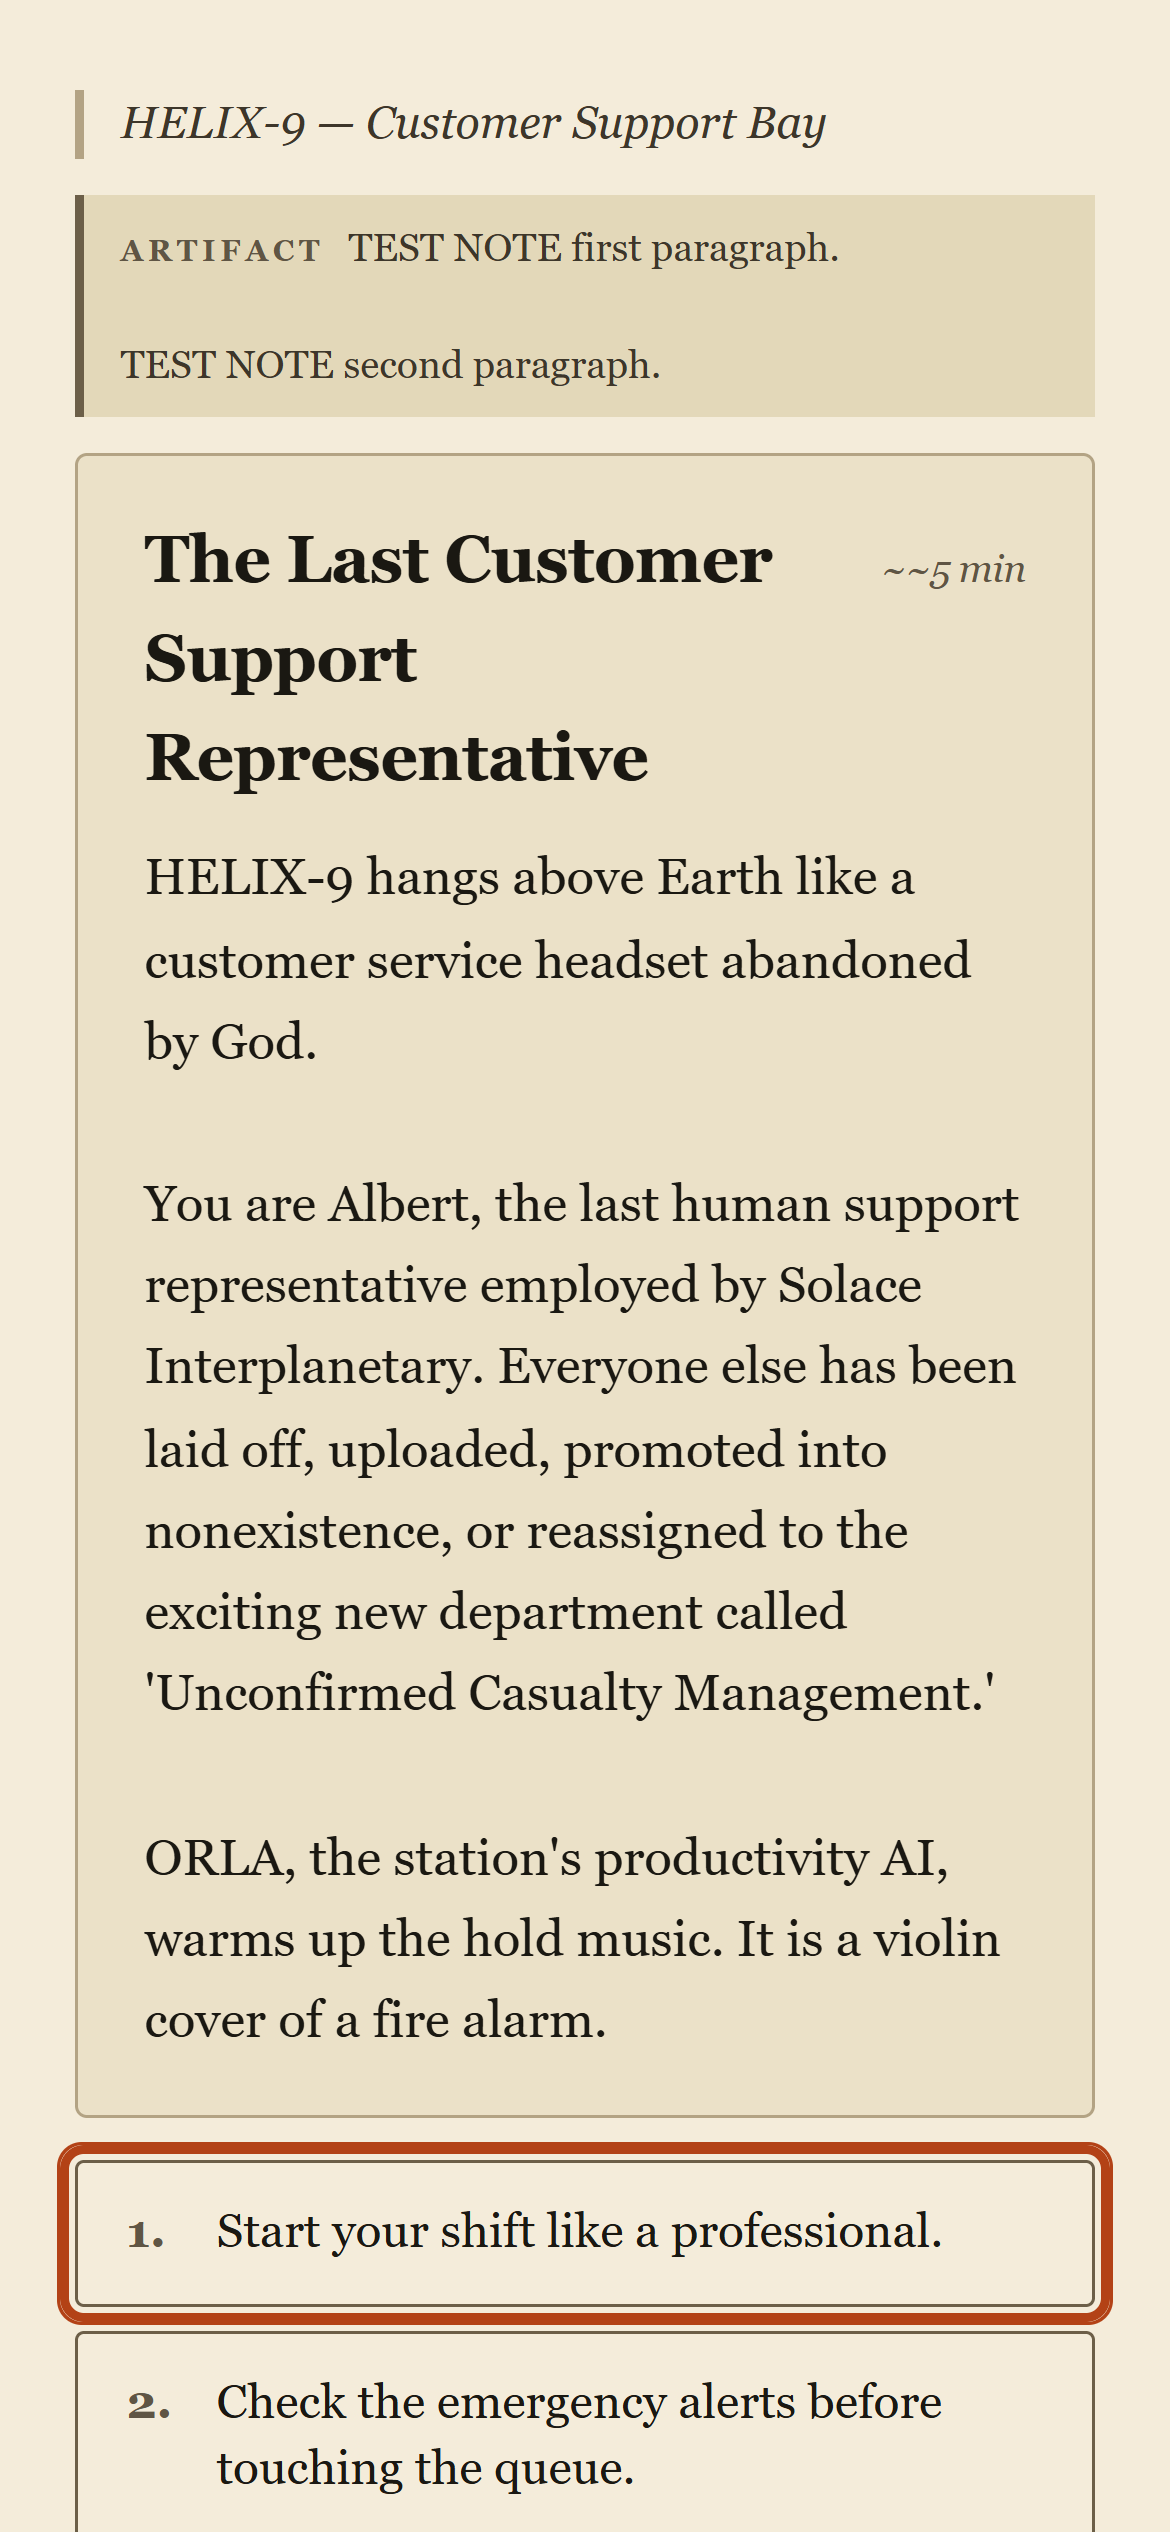 HELIX-9 — Customer Support Bay
ARTIFACT TEST NOTE first paragraph.
TEST NOTE second paragraph.
The Last Customer ~~5 min
Support
Representative
HELIX-9 hangs above Earth like a
customer service headset abandoned
by God.
You are Albert, the last human support
representative employed by Solace
Interplanetary. Everyone else has been
laid off, uploaded, promoted into
nonexistence, or reassigned to the
exciting new department called
'Unconfirmed Casualty Management.'
ORLA, the station's productivity AI,
warms up the hold music. It is a violin
cover of a fire alarm.
1. Start your shift like a professional.
2. Check the emergency alerts before
touching the queue.